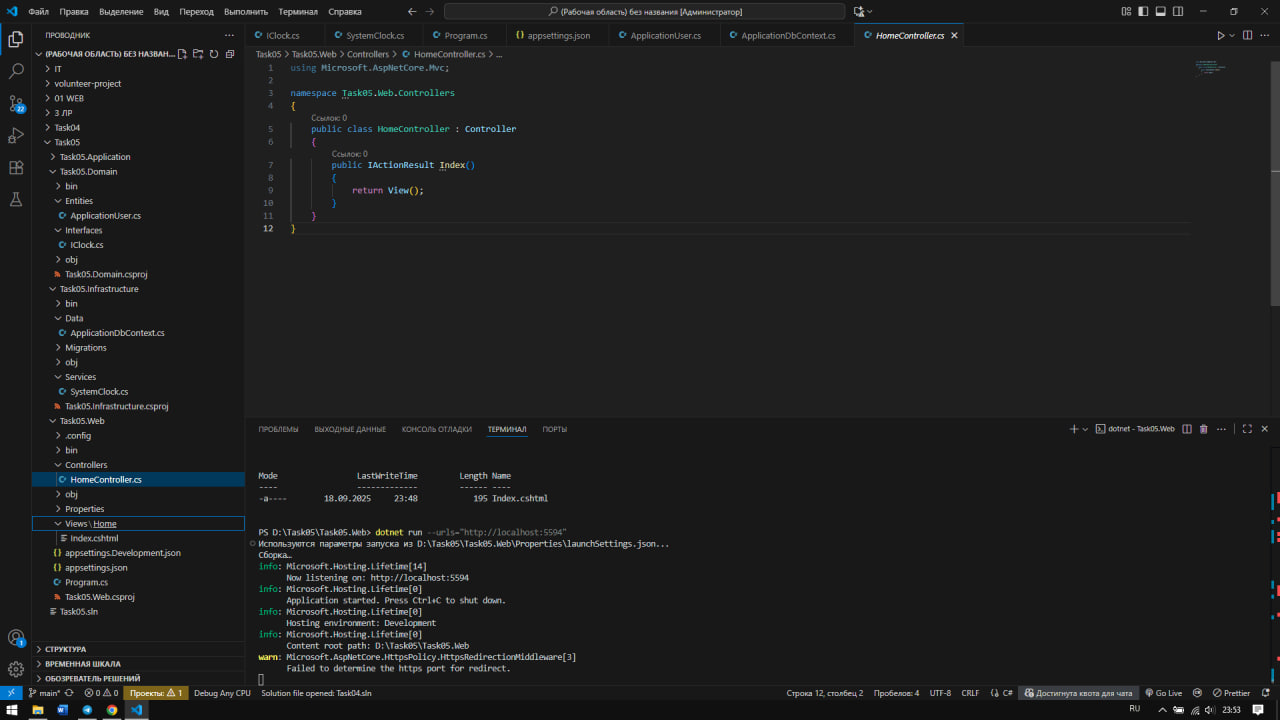 Файл Правка Выделение Вид Переход Выполнить Терминал Справка
(Рабочая область) без названия [Администратор]
ПРОВОДНИК
(РАБОЧАЯ ОБЛАСТЬ) БЕЗ НАЗВАН...
IT
volunteer-project
01 WEB
3 ЛР
Task04
Task05
Task05.Application
Task05.Domain
bin
Entities
ApplicationUser.cs
Interfaces
IClock.cs
obj
Task05.Domain.csproj
Task05.Infrastructure
bin
Data
ApplicationDbContext.cs
Migrations
obj
Services
SystemClock.cs
Task05.Infrastructure.csproj
Task05.Web
.config
bin
Controllers
HomeController.cs
obj
Properties
Views\Home
Index.cshtml
appsettings.Development.json
appsettings.json
Program.cs
Task05.Web.csproj
Task05.sln
СТРУКТУРА
ВРЕМЕННАЯ ШКАЛА
ОБОЗРЕВАТЕЛЬ РЕШЕНИЙ
22
1
IClock.cs SystemClock.cs Program.cs appsettings.json ApplicationUser.cs ApplicationDbContext.cs HomeController.cs
Task05 > Task05.Web > Controllers > HomeController.cs > ...
1 using Microsoft.AspNetCore.Mvc;
2
3 namespace Task05.Web.Controllers
4 {
Ссылок: 0
5 public class HomeController : Controller
6 {
Ссылок: 0
7 public IActionResult Index()
8 {
9 return View();
10 }
11 }
12 }
ПРОБЛЕМЫ ВЫХОДНЫЕ ДАННЫЕ КОНСОЛЬ ОТЛАДКИ ТЕРМИНАЛ ПОРТЫ
dotnet - Task05.Web
Mode LastWriteTime Length Name
---- ------------- ------ ----
-a---- 18.09.2025 23:48 195 Index.cshtml
PS D:\Task05\Task05.Web> dotnet run --urls="http://localhost:5594"
Используются параметры запуска из D:\Task05\Task05.Web\Properties\launchSettings.json...
Сборка…
info: Microsoft.Hosting.Lifetime[14]
Now listening on: http://localhost:5594
info: Microsoft.Hosting.Lifetime[0]
Application started. Press Ctrl+C to shut down.
info: Microsoft.Hosting.Lifetime[0]
Hosting environment: Development
info: Microsoft.Hosting.Lifetime[0]
Content root path: D:\Task05\Task05.Web
warn: Microsoft.AspNetCore.HttpsPolicy.HttpsRedirectionMiddleware[3]
Failed to determine the https port for redirect.
main* 0 0 Проекты: 1 Debug Any CPU Solution file opened: Task04.sln
Строка 12, столбец 2 Пробелов: 4 UTF-8 CRLF {} C# Достигнута квота для чата Go Live Prettier
RU 23:53